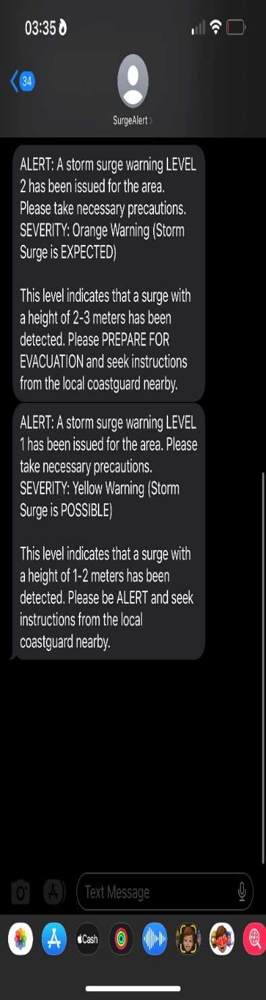 03:35
34
SurgeAlert
ALERT: A storm surge warning LEVEL
2 has been issued for the area.
Please take necessary precautions.
SEVERITY: Orange Warning (Storm
Surge is EXPECTED)
This level indicates that a surge with
a height of 2-3 meters has been
detected. Please PREPARE FOR
EVACUATION and seek instructions
from the local coastguard nearby.
ALERT: A storm surge warning LEVEL
1 has been issued for the area. Please
take necessary precautions.
SEVERITY: Yellow Warning (Storm
Surge is POSSIBLE)
This level indicates that a surge with
a height of 1-2 meters has been
detected. Please be ALERT and seek
instructions from the local
coastguard nearby.
Text Message
Cash